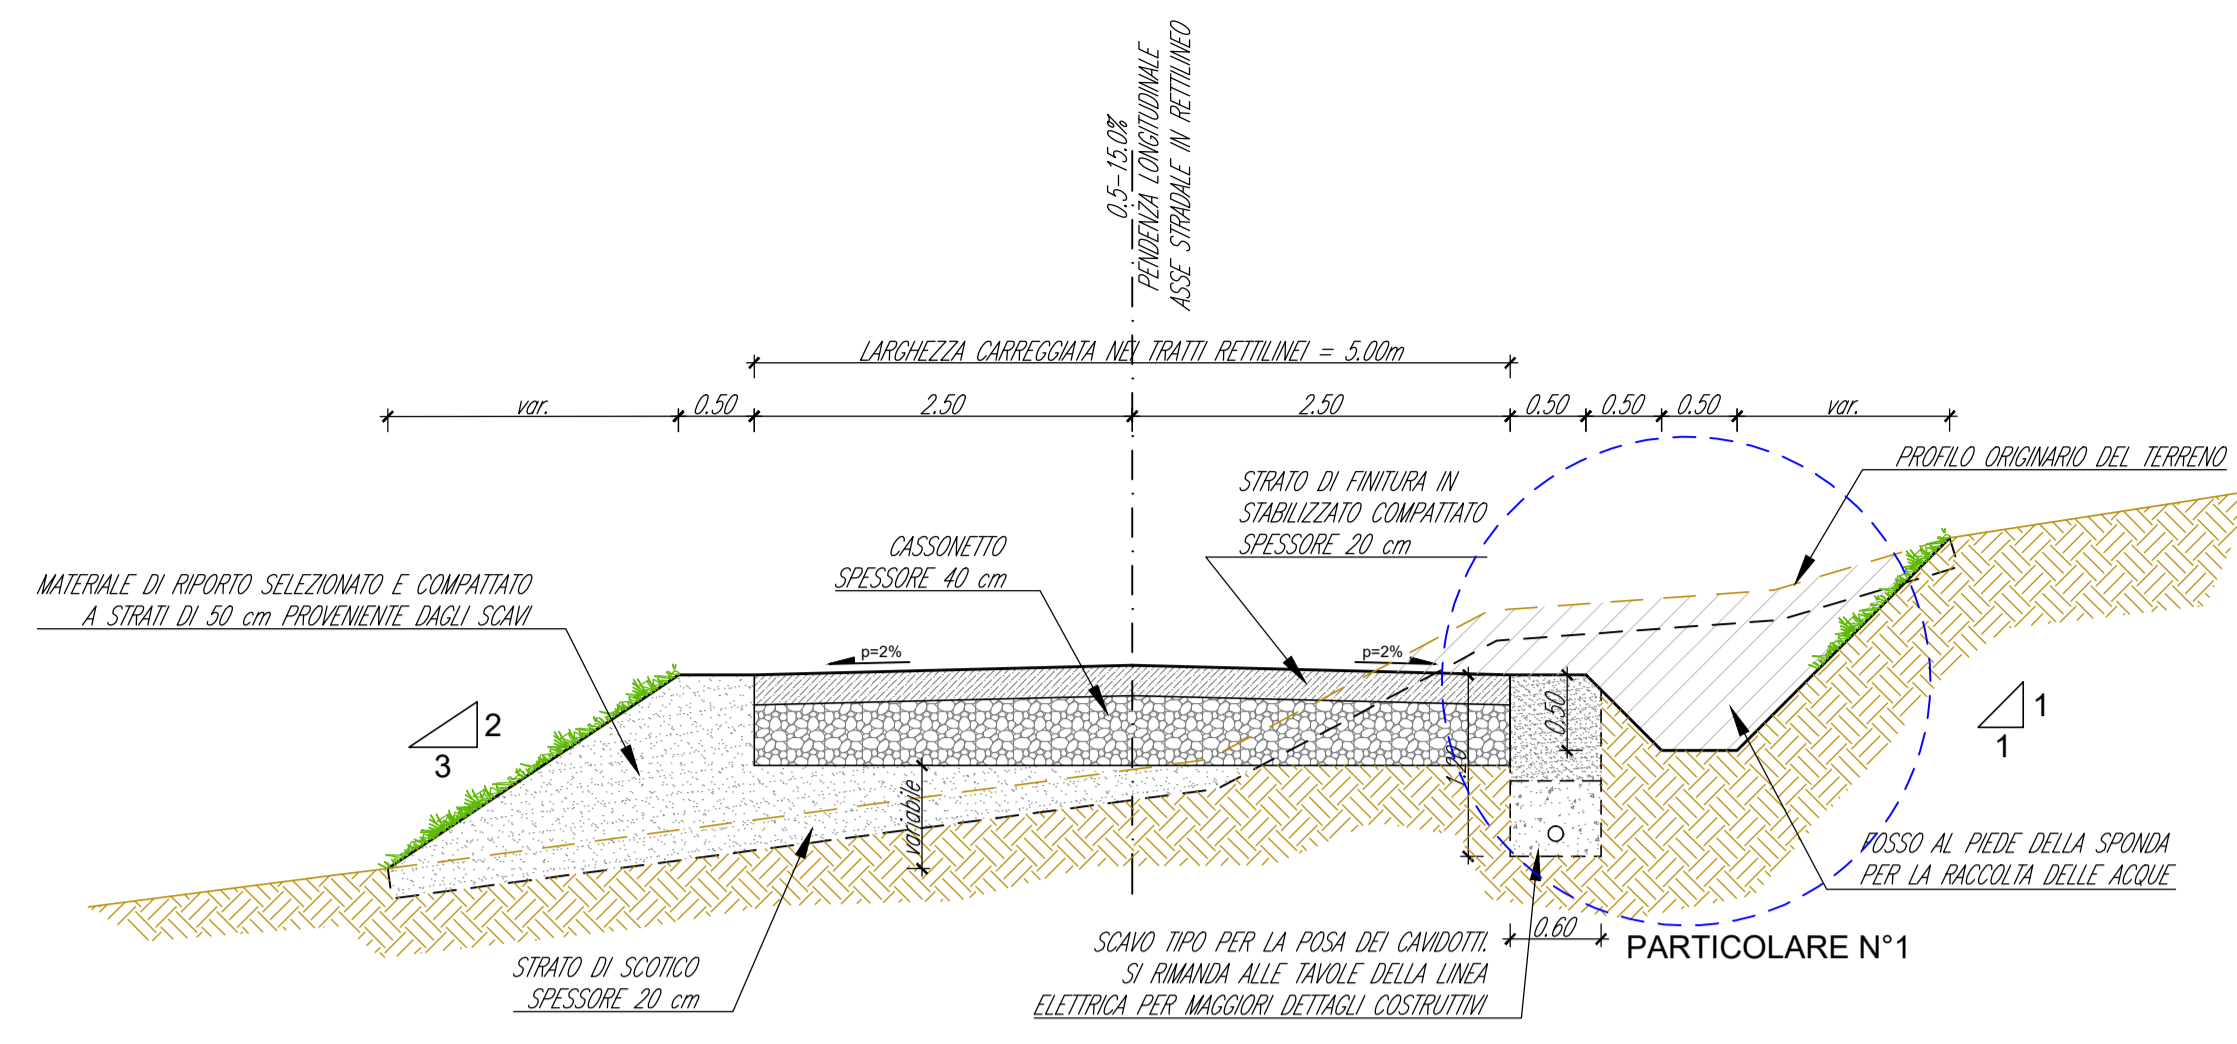 0.5-15.0%
PENDENZA LONGITUDINALE
ASSE STRADALE IN RETTILINEO
LARGHEZZA CARREGGIATA NEI TRATTI RETTILINEI = 5.00m
var.
0.50
2.50
2.50
0.50
0.50
0.50
var.
PROFILO ORIGINARIO DEL TERRENO
STRATO DI FINITURA IN
STABILIZZATO COMPATTATO
SPESSORE 20 cm
CASSONETTO
SPESSORE 40 cm
MATERIALE DI RIPORTO SELEZIONATO E COMPATTATO
A STRATI DI 50 cm PROVENIENTE DAGLI SCAVI
p=2%
p=2%
2
3
0.50
1.20
1
1
variabile
FOSSO AL PIEDE DELLA SPONDA
PER LA RACCOLTA DELLE ACQUE
0.60
PARTICOLARE N°1
SCAVO TIPO PER LA POSA DEI CAVIDOTTI.
SI RIMANDA ALLE TAVOLE DELLA LINEA
ELETTRICA PER MAGGIORI DETTAGLI COSTRUTTIVI
STRATO DI SCOTICO
SPESSORE 20 cm